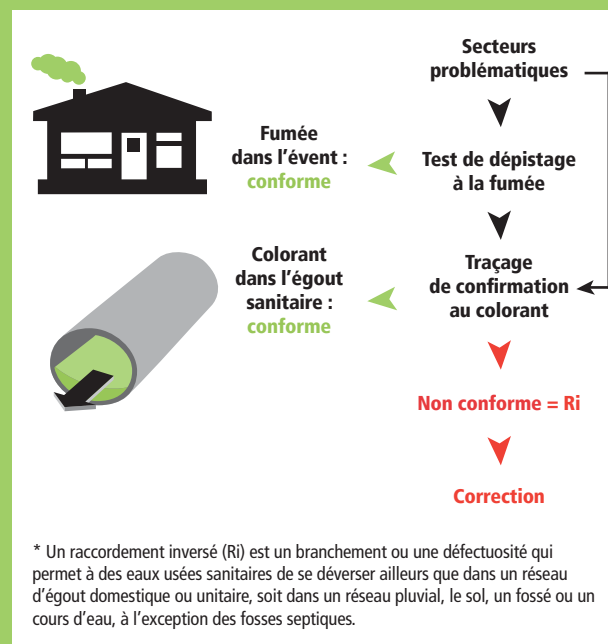 Secteurs
problématiques
Fumée
dans l’évent :
conforme
Test de dépistage
à la fumée
Colorant
dans l’égout
sanitaire :
conforme
Traçage
de confirmation
au colorant
Non conforme = Ri
Correction
* Un raccordement inversé (Ri) est un branchement ou une défectuosité qui
permet à des eaux usées sanitaires de se déverser ailleurs que dans un réseau
d’égout domestique ou unitaire, soit dans un réseau pluvial, le sol, un fossé ou un
cours d’eau, à l’exception des fosses septiques.